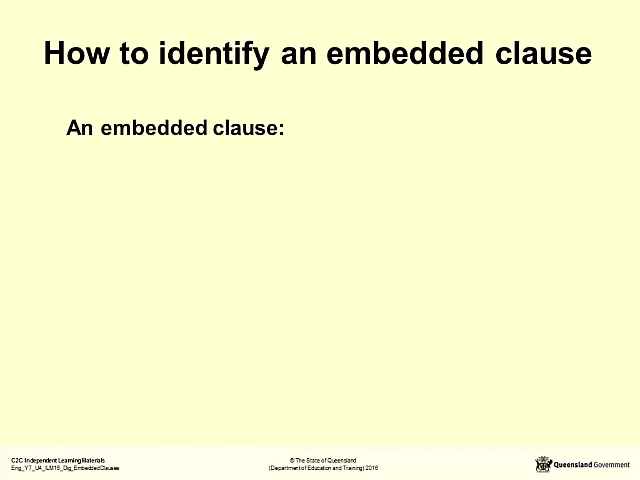 How to identify an embedded clause
An embedded clause:
C2C Independent Learning Materials
Eng_Y7_U4_ILM16_Dig_EmbeddedClauses
© The State of Queensland
(Department of Education and Training) 2016
Queensland Government